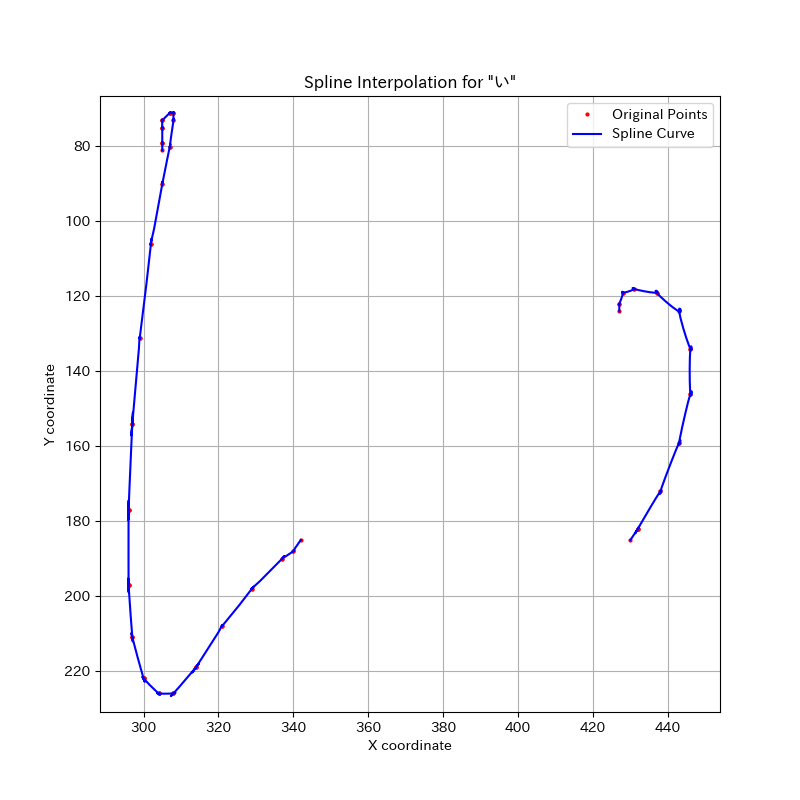 Spline Interpolation for "い"
Original Points
Spline Curve
Y coordinate
80
100
120
140
160
180
200
220
300 320 340 360 380 400 420 440
X coordinate